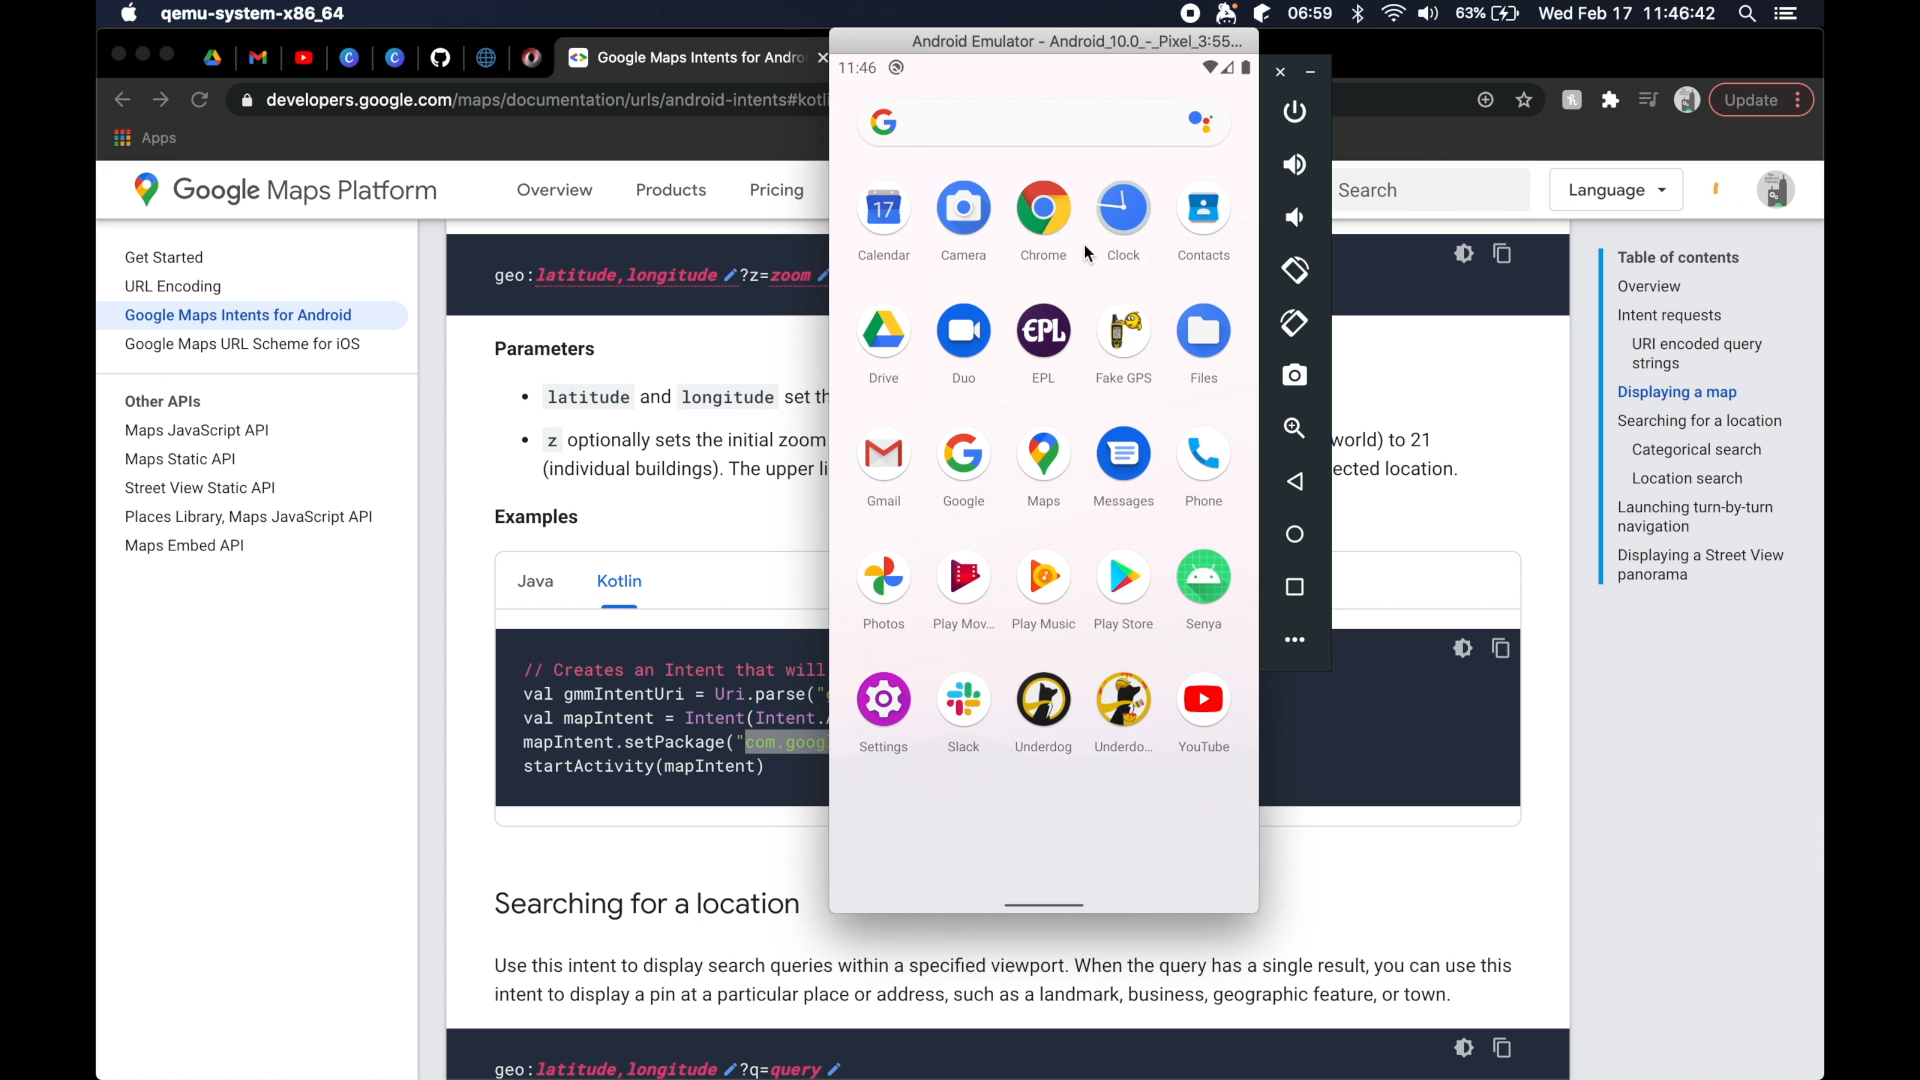 qemu-system-x86_64
06:59
63%
Wed Feb 17 11:46:42
Google Maps Intents for Andro
developers.google.com/maps/documentation/urls/android-intents#kotl
Update
Apps
Google Maps Platform
Overview
Products
Pricing
Search
Language
Get Started
URL Encoding
Google Maps Intents for Android
Google Maps URL Scheme for iOS
Other APIs
Maps JavaScript API
Maps Static API
Street View Static API
Places Library, Maps JavaScript API
Maps Embed API
geo:latitude,longitude?z=zoom
Parameters
latitude and longitude set th
z optionally sets the initial zoom
world) to 21
(individual buildings). The upper li
ected location.
Examples
Java
Kotlin
// Creates an Intent that will
val gmmIntentUri = Uri.parse("
val mapIntent = Intent(Intent.
mapIntent.setPackage("com.goog
startActivity(mapIntent)
Searching for a location
Use this intent to display search queries within a specified viewport. When the query has a single result, you can use this
intent to display a pin at a particular place or address, such as a landmark, business, geographic feature, or town.
geo:latitude,longitude?q=query
Android Emulator - Android_10.0_-_Pixel_3:55...
11:46
17
Calendar
Camera
Chrome
Clock
Contacts
EPL
Drive
Duo
EPL
Fake GPS
Files
Gmail
Google
Maps
Messages
Phone
Photos
Play Mov...
Play Music
Play Store
Senya
Settings
Slack
Underdog
Underdo...
YouTube
Table of contents
Overview
Intent requests
URI encoded query
strings
Displaying a map
Searching for a location
Categorical search
Location search
Launching turn-by-turn
navigation
Displaying a Street View
panorama